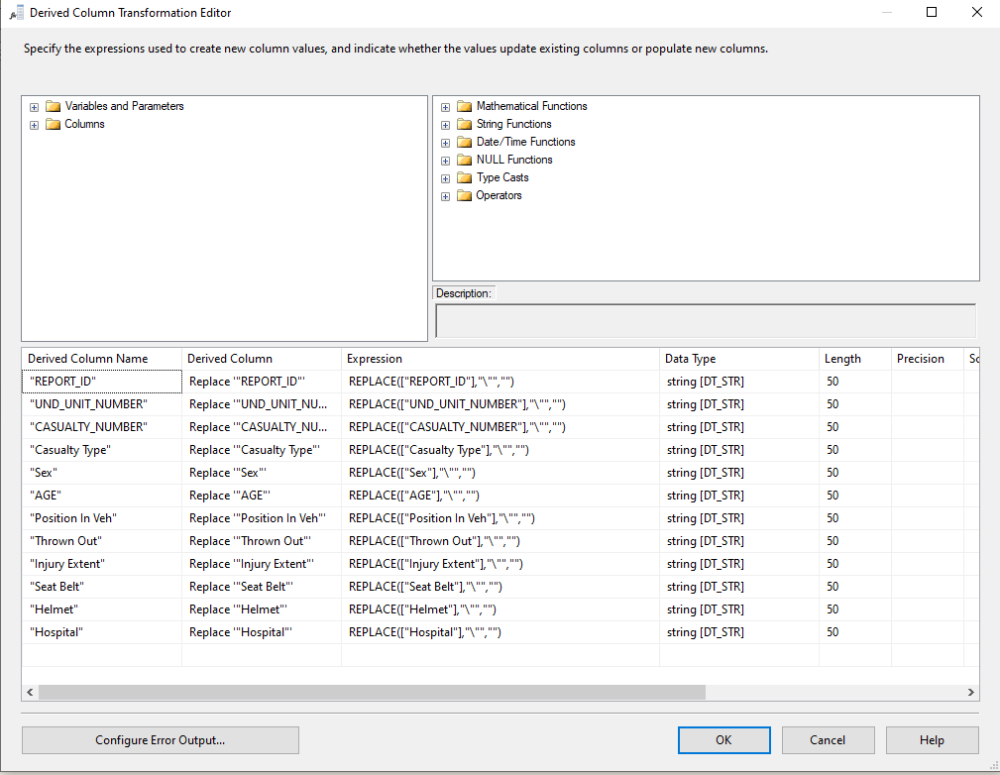 Derived Column Transformation Editor
Specify the expressions used to create new column values, and indicate whether the values update existing columns or populate new columns.
Variables and Parameters
Columns
Mathematical Functions
String Functions
Date/Time Functions
NULL Functions
Type Casts
Operators
Description:
Derived Column Name Derived Column Expression Data Type Length Precision Sc
"REPORT_ID" Replace '"REPORT_ID"' REPLACE(["REPORT_ID"],"\"","") string [DT_STR] 50
"UND_UNIT_NUMBER" Replace '"UND_UNIT_NU... REPLACE(["UND_UNIT_NUMBER"],"\"","") string [DT_STR] 50
"CASUALTY_NUMBER" Replace '"CASUALTY_NU... REPLACE(["CASUALTY_NUMBER"],"\"","") string [DT_STR] 50
"Casualty Type" Replace '"Casualty Type"' REPLACE(["Casualty Type"],"\"","") string [DT_STR] 50
"Sex" Replace '"Sex"' REPLACE(["Sex"],"\"","") string [DT_STR] 50
"AGE" Replace '"AGE"' REPLACE(["AGE"],"\"","") string [DT_STR] 50
"Position In Veh" Replace '"Position In Veh"' REPLACE(["Position In Veh"],"\"","") string [DT_STR] 50
"Thrown Out" Replace '"Thrown Out"' REPLACE(["Thrown Out"],"\"","") string [DT_STR] 50
"Injury Extent" Replace '"Injury Extent"' REPLACE(["Injury Extent"],"\"","") string [DT_STR] 50
"Seat Belt" Replace '"Seat Belt"' REPLACE(["Seat Belt"],"\"","") string [DT_STR] 50
"Helmet" Replace '"Helmet"' REPLACE(["Helmet"],"\"","") string [DT_STR] 50
"Hospital" Replace '"Hospital"' REPLACE(["Hospital"],"\"","") string [DT_STR] 50
Configure Error Output... OK Cancel Help